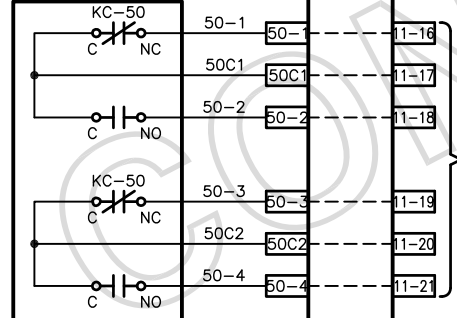 KC-50
C NC 50-1 50-1 11-16
50C1 50C1 11-17
C NO 50-2 50-2 11-18
KC-50
C NC 50-3 50-3 11-19
50C2 50C2 11-20
C NO 50-4 50-4 11-21